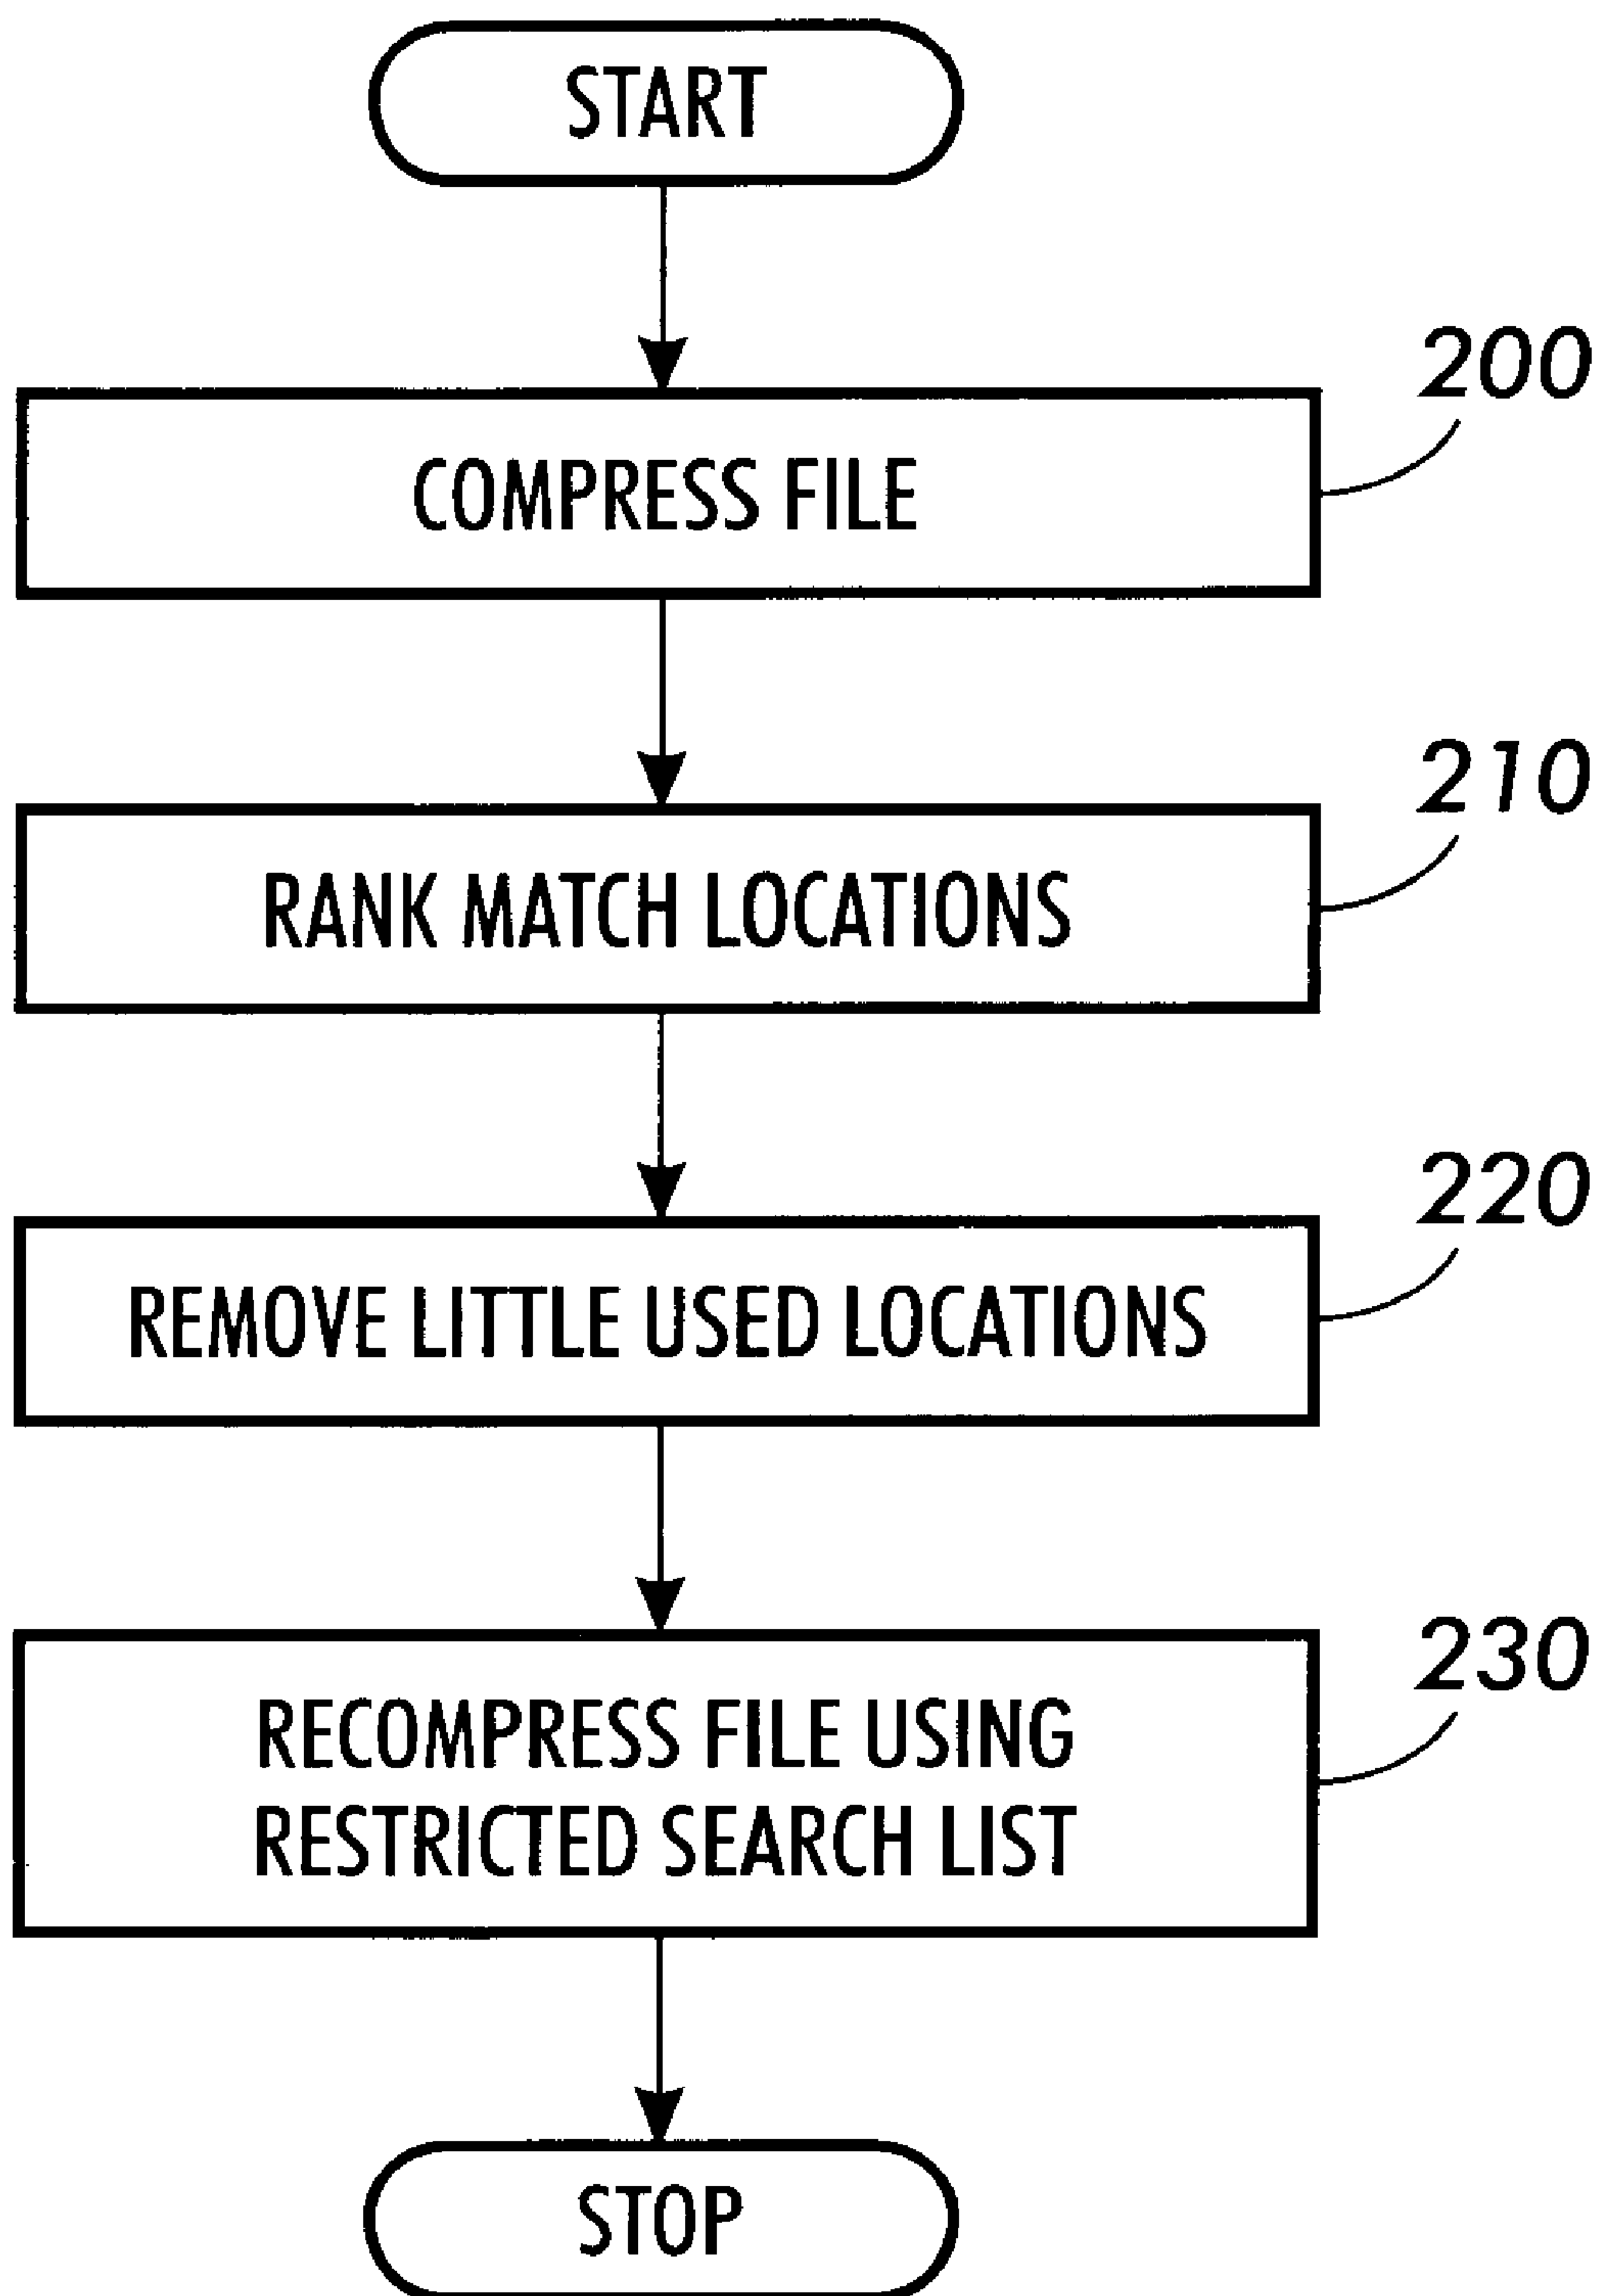 START
200
COMPRESS FILE
210
RANK MATCH LOCATIONS
220
REMOVE LITTLE USED LOCATIONS
230
RECOMPRESS FILE USING
RESTRICTED SEARCH LIST
STOP